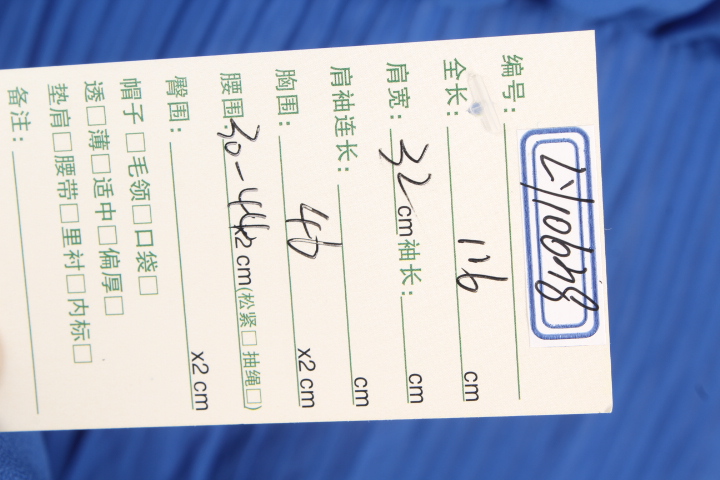 编号：
全长：116 cm
肩宽：32 cm 袖长： cm
肩袖连长： cm
胸围：46 x2 cm
腰围：30-44 x2 cm(松紧□ 抽绳□)
臀围： x2 cm
帽子□毛领□口袋□
透□薄□适中□偏厚□
垫肩□腰带□里衬□内标□
备注：